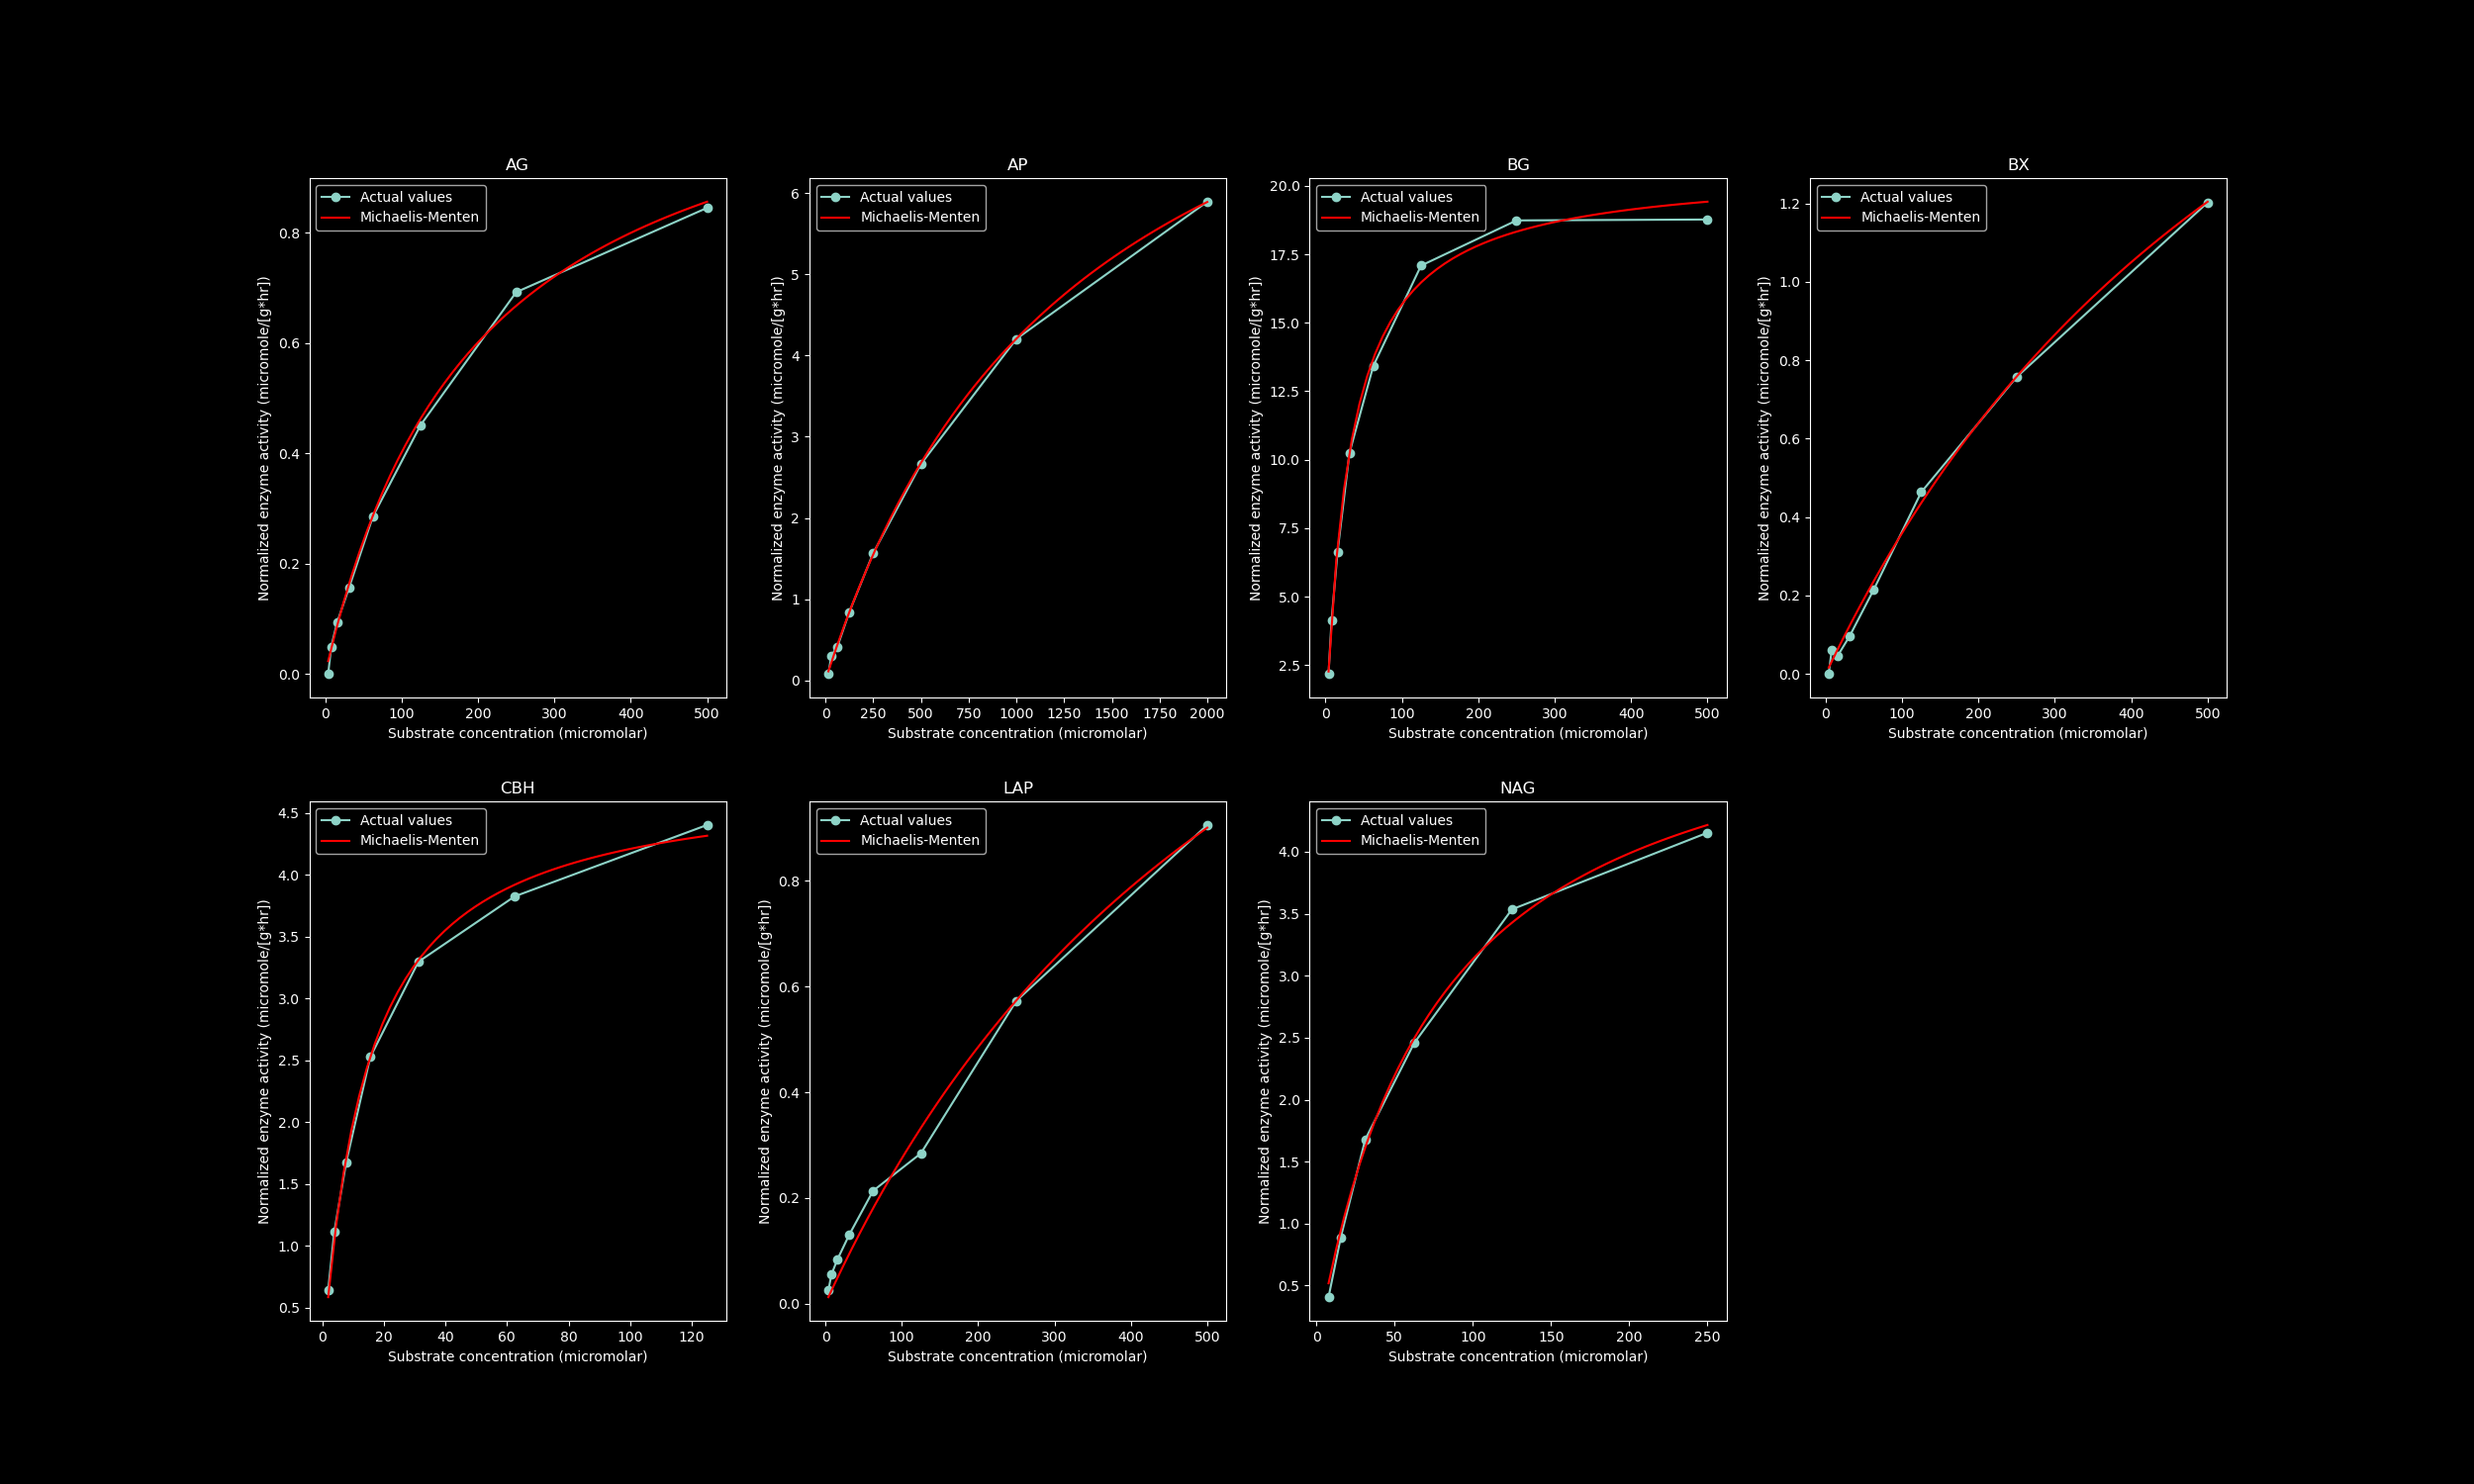 AG
Actual values
Michaelis-Menten
Normalized enzyme activity (micromole/[g*hr])
0.8
0.6
0.4
0.2
0.0
0 100 200 300 400 500
Substrate concentration (micromolar)
AP
Actual values
Michaelis-Menten
Normalized enzyme activity (micromole/[g*hr])
6
5
4
3
2
1
0
0 250 500 750 1000 1250 1500 1750 2000
Substrate concentration (micromolar)
BG
Actual values
Michaelis-Menten
Normalized enzyme activity (micromole/[g*hr])
20.0
17.5
15.0
12.5
10.0
7.5
5.0
2.5
0 100 200 300 400 500
Substrate concentration (micromolar)
BX
Actual values
Michaelis-Menten
Normalized enzyme activity (micromole/[g*hr])
1.2
1.0
0.8
0.6
0.4
0.2
0.0
0 100 200 300 400 500
Substrate concentration (micromolar)
CBH
Actual values
Michaelis-Menten
Normalized enzyme activity (micromole/[g*hr])
4.5
4.0
3.5
3.0
2.5
2.0
1.5
1.0
0.5
0 20 40 60 80 100 120
Substrate concentration (micromolar)
LAP
Actual values
Michaelis-Menten
Normalized enzyme activity (micromole/[g*hr])
0.8
0.6
0.4
0.2
0.0
0 100 200 300 400 500
Substrate concentration (micromolar)
NAG
Actual values
Michaelis-Menten
Normalized enzyme activity (micromole/[g*hr])
4.0
3.5
3.0
2.5
2.0
1.5
1.0
0.5
0 50 100 150 200 250
Substrate concentration (micromolar)